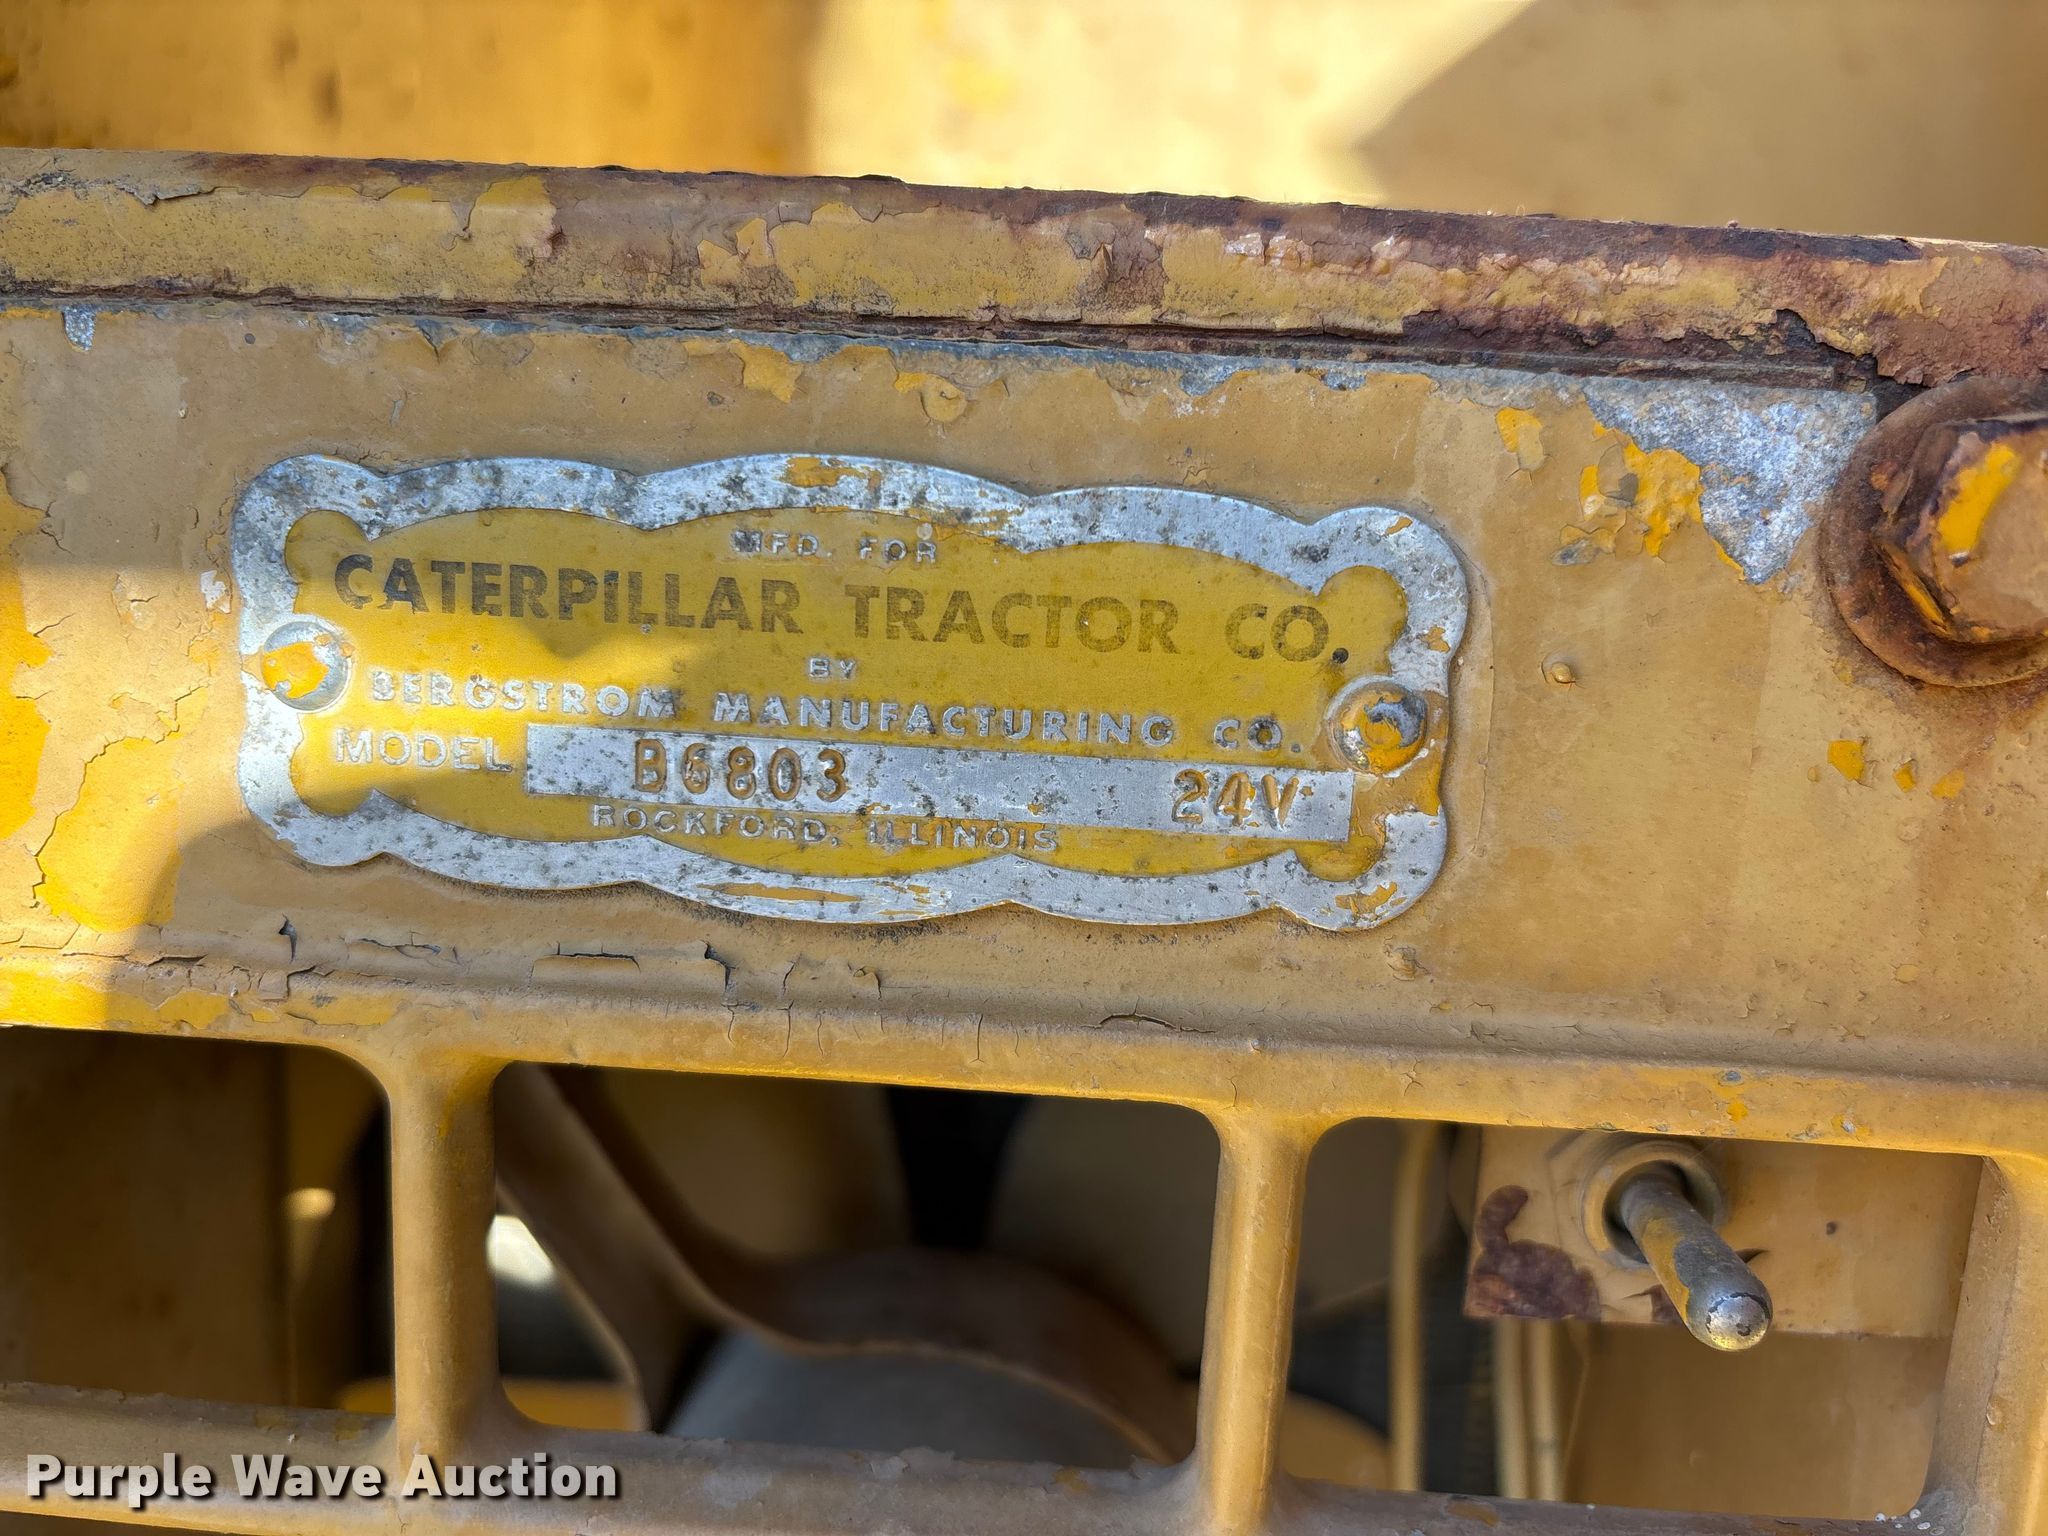 MFD. FOR
CATERPILLAR TRACTOR CO.
BY
BERGSTROM MANUFACTURING CO.
MODEL B6803 24V
ROCKFORD, ILLINOIS
Purple Wave Auction